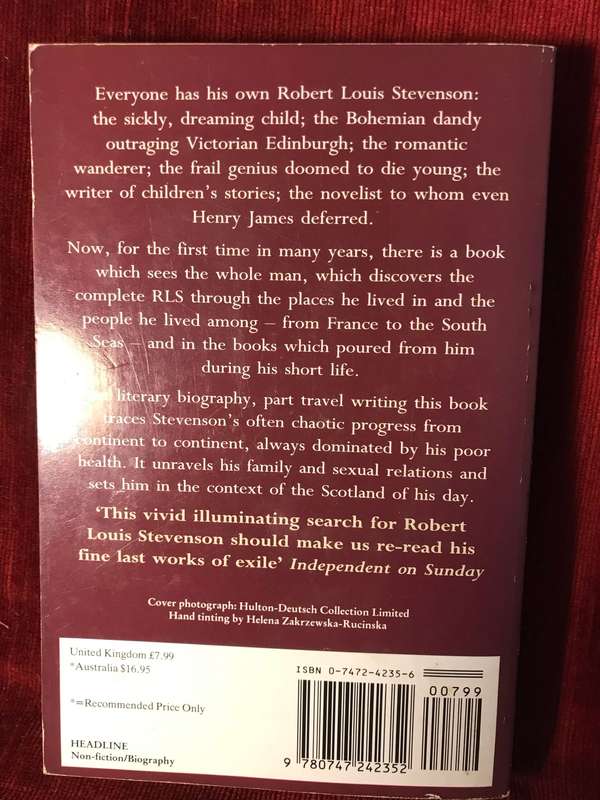 Everyone has his own Robert Louis Stevenson:
the sickly, dreaming child; the Bohemian dandy
outraging Victorian Edinburgh; the romantic
wanderer; the frail genius doomed to die young; the
writer of children's stories; the novelist to whom even
Henry James deferred.
Now, for the first time in many years, there is a book
which sees the whole man, which discovers the
complete RLS through the places he lived in and the
people he lived among – from France to the South
Seas – and in the books which poured from him
during his short life.
literary biography, part travel writing this book
traces Stevenson's often chaotic progress from
continent to continent, always dominated by his poor
health. It unravels his family and sexual relations and
sets him in the context of the Scotland of his day.
'This vivid illuminating search for Robert
Louis Stevenson should make us re-read his
fine last works of exile' Independent on Sunday
Cover photograph: Hulton-Deutsch Collection Limited
Hand tinting by Helena Zakrzewska-Rucinska
United Kingdom £7.99
*Australia $16.95
*=Recommended Price Only
HEADLINE
Non-fiction/Biography
ISBN 0-7472-4235-6
00799
9 780747 242352